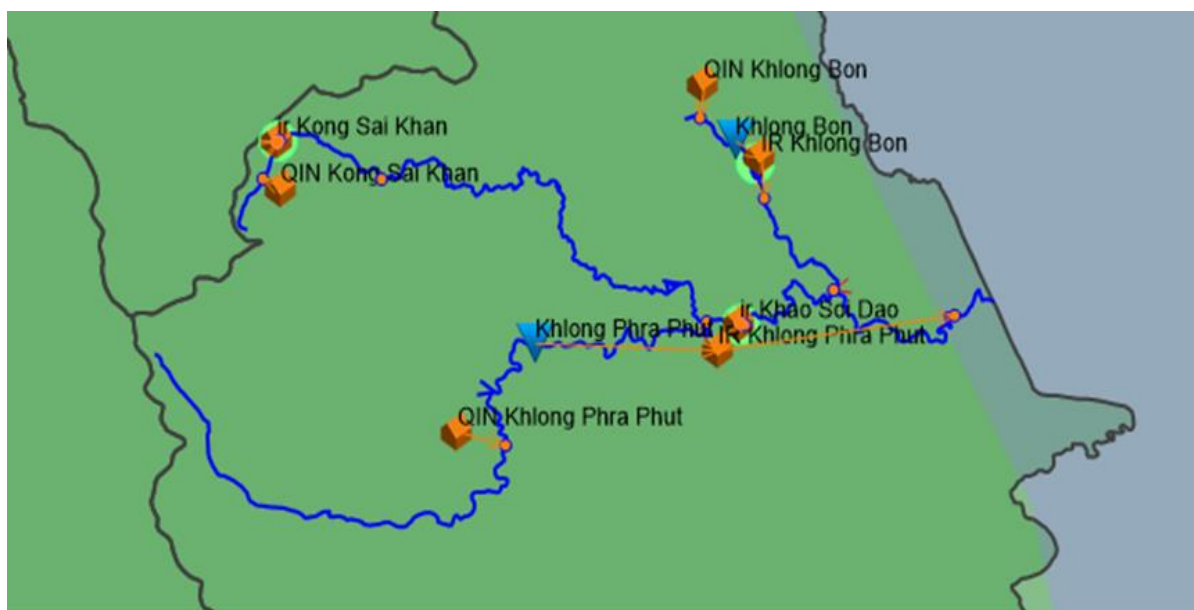 QIN Khlong Bon
ir Kong Sai Khan
Khlong Bon
IR Khlong Bon
QIN Kong Sai Khan
ir Khao Soi Dao
Khlong Phra Phut
IR Khlong Phra Phut
QIN Khlong Phra Phut